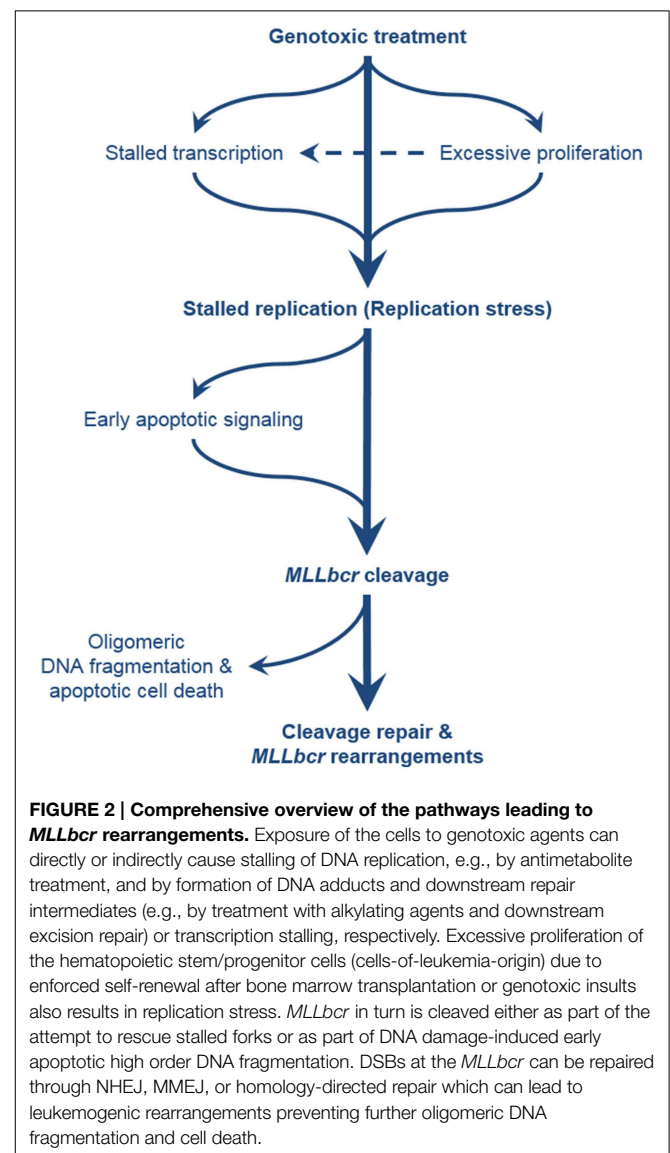 Genotoxic treatment
Stalled transcription
Excessive proliferation
Stalled replication (Replication stress)
Early apoptotic signaling
MLLbcr cleavage
Oligomeric
DNA fragmentation &
apoptotic cell death
Cleavage repair &
MLLbcr rearrangements
FIGURE 2 | Comprehensive overview of the pathways leading to
MLLbcr rearrangements. Exposure of the cells to genotoxic agents can
directly or indirectly cause stalling of DNA replication, e.g., by antimetabolite
treatment, and by formation of DNA adducts and downstream repair
intermediates (e.g., by treatment with alkylating agents and downstream
excision repair) or transcription stalling, respectively. Excessive proliferation of
the hematopoietic stem/progenitor cells (cells-of-leukemia-origin) due to
enforced self-renewal after bone marrow transplantation or genotoxic insults
also results in replication stress. MLLbcr in turn is cleaved either as part of the
attempt to rescue stalled forks or as part of DNA damage-induced early
apoptotic high order DNA fragmentation. DSBs at the MLLbcr can be repaired
through NHEJ, MMEJ, or homology-directed repair which can lead to
leukemogenic rearrangements preventing further oligomeric DNA
fragmentation and cell death.